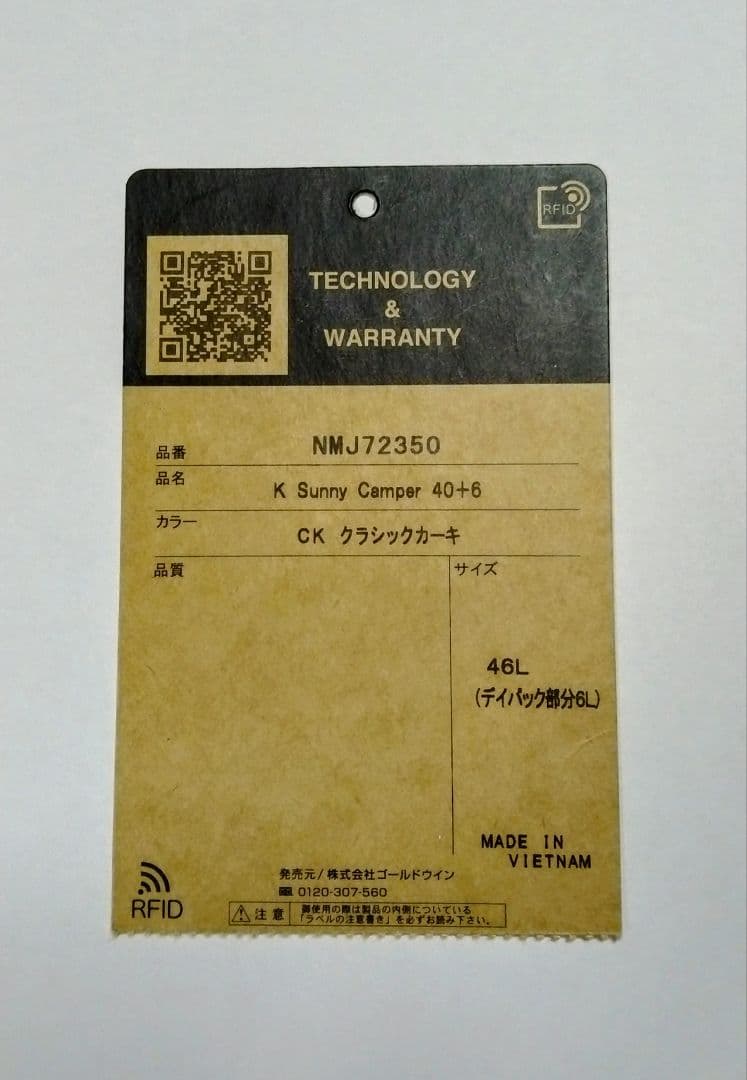 RFID
TECHNOLOGY
&
WARRANTY
品番 NMJ72350
品名
K Sunny Camper 40+6
カラー
CK クラシックカーキ
品質
サイズ
46L
(デイパック部分6L)
MADE IN
VIETNAM
発売元/株式会社ゴールドウイン
0120-307-560
RFID
注意
御使用の際は製品の内側についている
「ラベルの注意書き」を必ずお読み下さい。